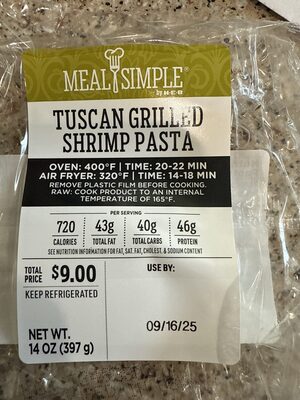 MEAL SIMPLE®
by H-E-B
TUSCAN GRILLED
SHRIMP PASTA
OVEN: 400°F | TIME: 20-22 MIN
AIR FRYER: 320°F | TIME: 14-18 MIN
REMOVE PLASTIC FILM BEFORE COOKING.
RAW: COOK PRODUCT TO AN INTERNAL
TEMPERATURE OF 165°F.
PER SERVING
720 43g 40g 46g
CALORIES TOTAL FAT TOTAL CARBS PROTEIN
SEE NUTRITION INFORMATION FOR FAT, SAT. FAT, CHOLEST. & SODIUM CONTENT
TOTAL PRICE $9.00
KEEP REFRIGERATED
USE BY:
09/16/25
NET WT.
14 OZ (397 g)